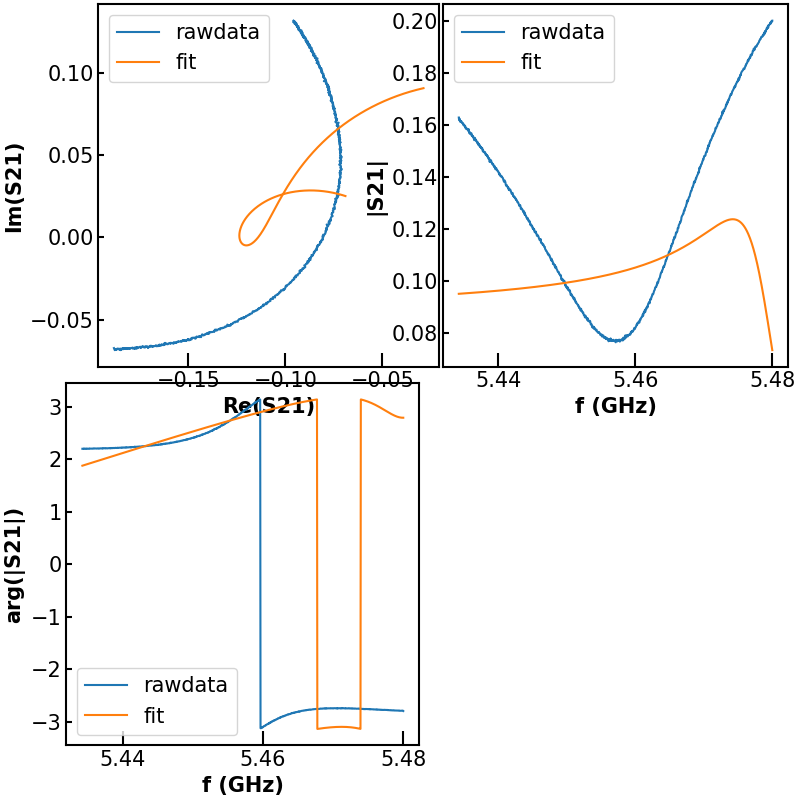 rawdata
fit
0.10
0.05
0.00
−0.05
Im(S21)
−0.15 −0.10 −0.05
Re(S21)
rawdata
fit
0.20
0.18
0.16
0.14
0.12
0.10
0.08
|S21|
5.44 5.46 5.48
f (GHz)
3
2
1
0
−1
−2
−3
arg(|S21|)
rawdata
fit
5.44 5.46 5.48
f (GHz)